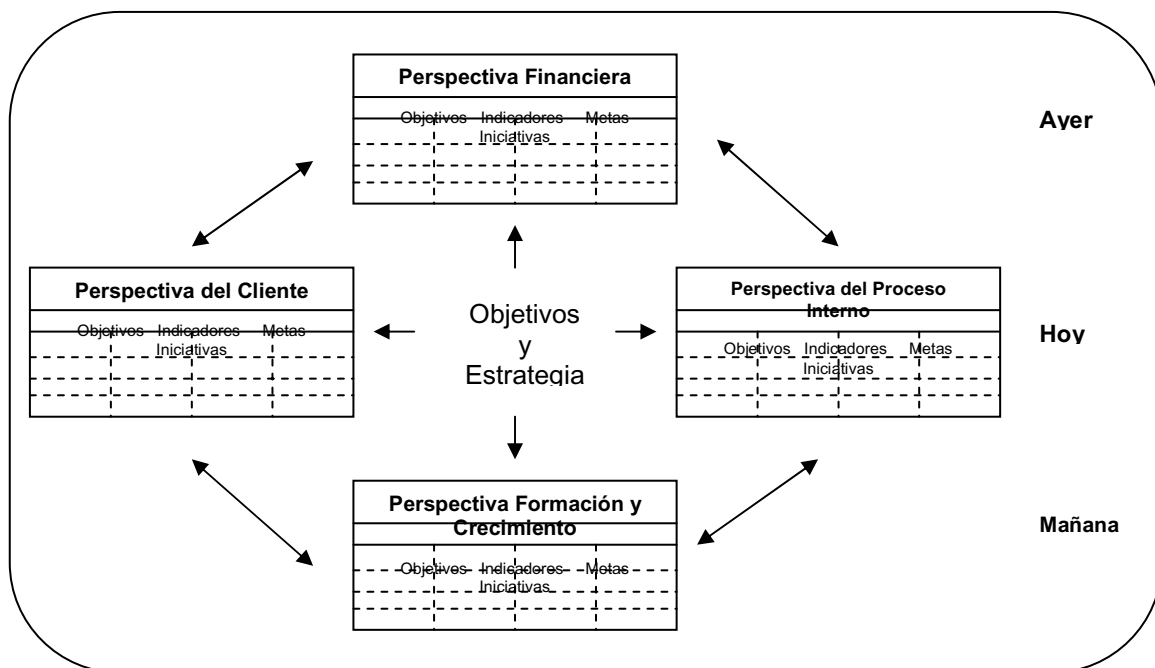 Perspectiva Financiera
Objetivos Indicadores Metas
Iniciativas
Ayer
Perspectiva del Cliente
Objetivos Indicadores Metas
Iniciativas
Objetivos
y
Estrategia
Perspectiva del Proceso
Interno
Objetivos Indicadores Metas
Iniciativas
Hoy
Perspectiva Formación y
Crecimiento
Objetivos Indicadores Metas
Iniciativas
Mañana